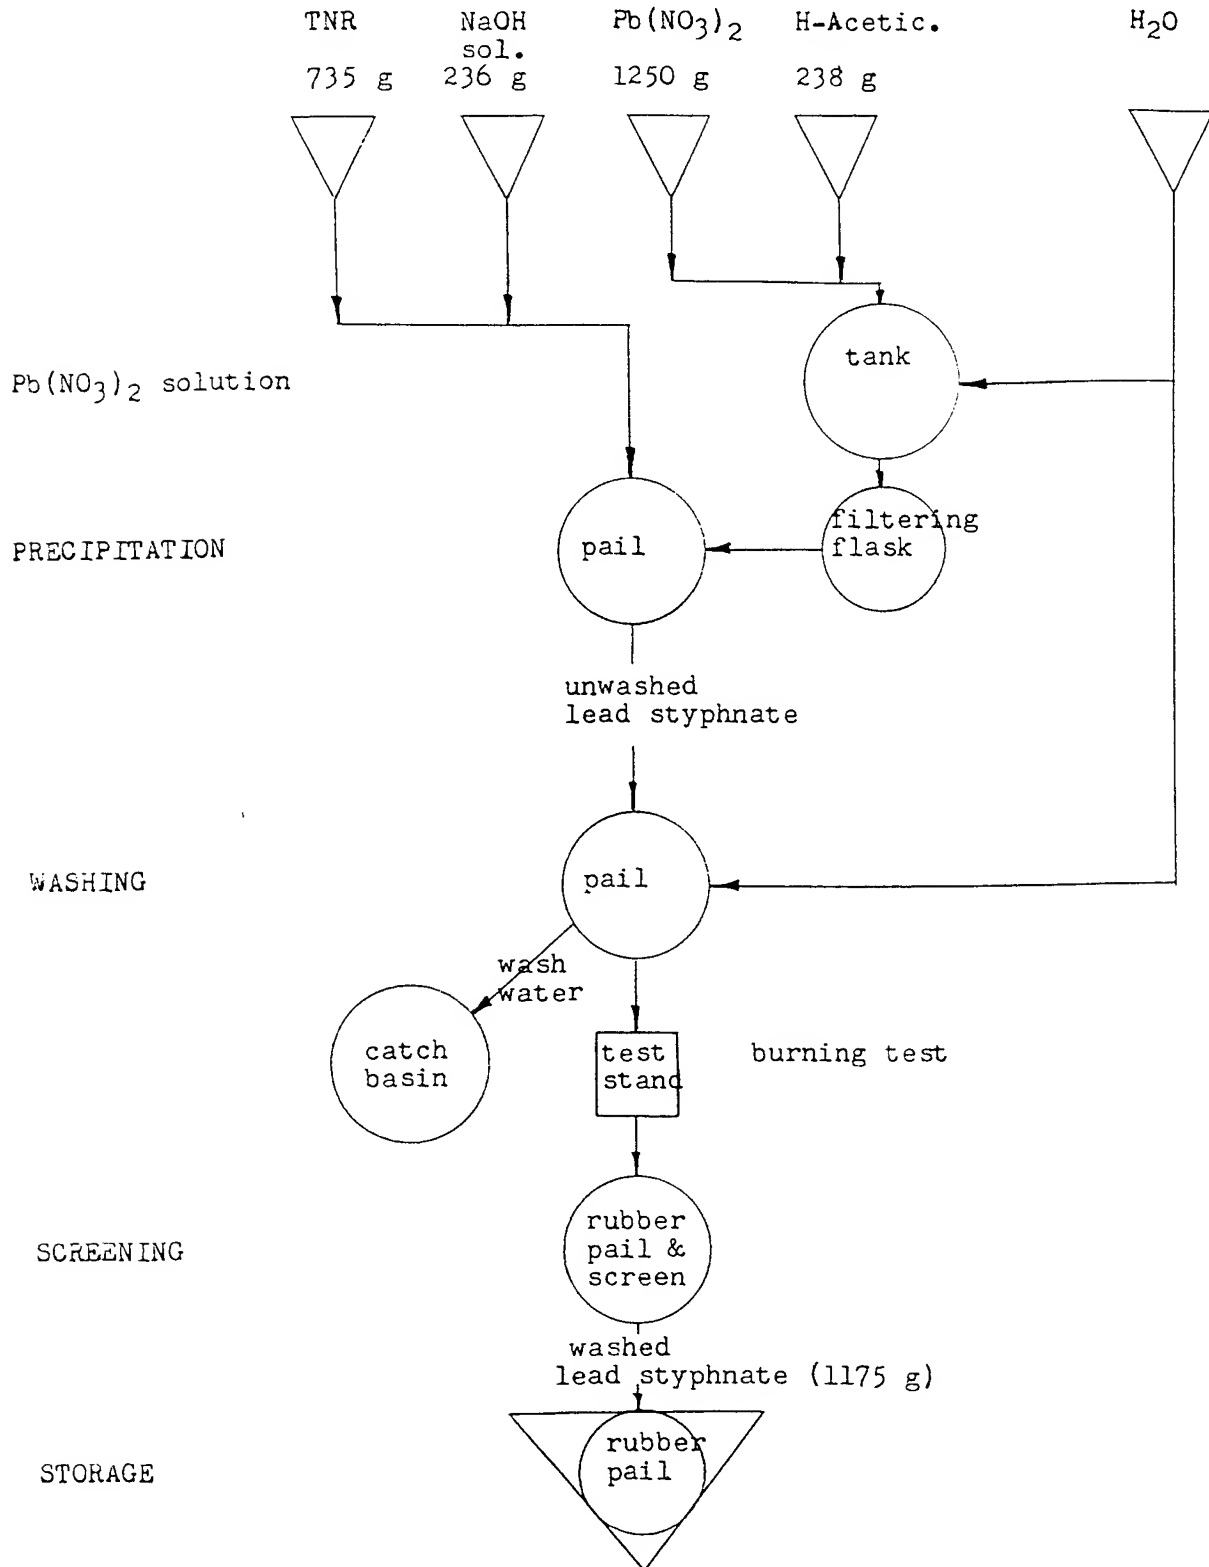 TNR NaOH sol. Pb(NO3)2 H-Acetic. H2O
735 g 236 g 1250 g 238 g
tank
Pb(NO3)2 solution
filtering
flask
PRECIPITATION
pail
unwashed
lead styphnate
WASHING
pail
wash
water
catch
basin
test
stand
burning test
SCREENING
rubber
pail &
screen
washed
lead styphnate (1175 g)
STORAGE
rubber
pail